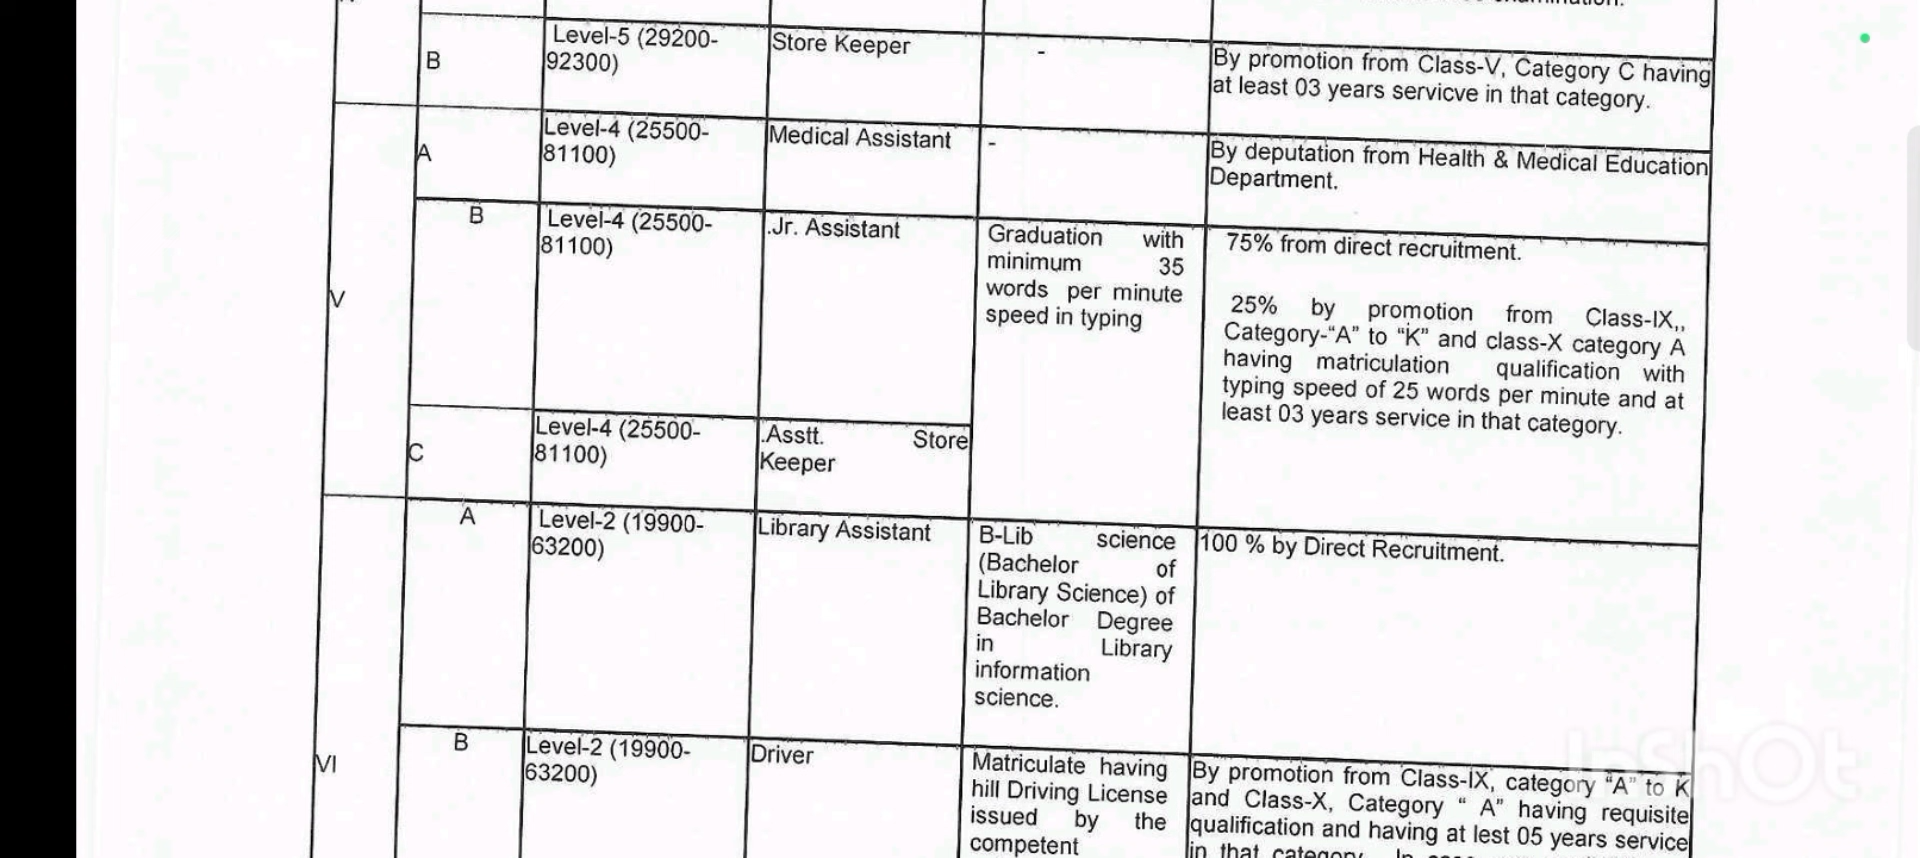 B
Level-5 (29200-
92300)
Store Keeper
-
By promotion from Class-V, Category C having
at least 03 years servicve in that category.
V
A
Level-4 (25500-
81100)
Medical Assistant
-
By deputation from Health & Medical Education
Department.
B
Level-4 (25500-
81100)
.Jr. Assistant
Graduation with
minimum 35
words per minute
speed in typing
75% from direct recruitment.
25% by promotion from Class-IX,,
Category-“A” to “K” and class-X category A
having matriculation qualification with
typing speed of 25 words per minute and at
least 03 years service in that category.
C
Level-4 (25500-
81100)
.Asstt. Store
Keeper
VI
A
Level-2 (19900-
63200)
Library Assistant
B-Lib science
(Bachelor of
Library Science) of
Bachelor Degree
in Library
information
science.
100 % by Direct Recruitment.
B
Level-2 (19900-
63200)
Driver
Matriculate having
hill Driving License
issued by the
competent
By promotion from Class-IX, category “A” to K
and Class-X, Category “ A” having requisite
qualification and having at lest 05 years service
in that category. In
InShOt